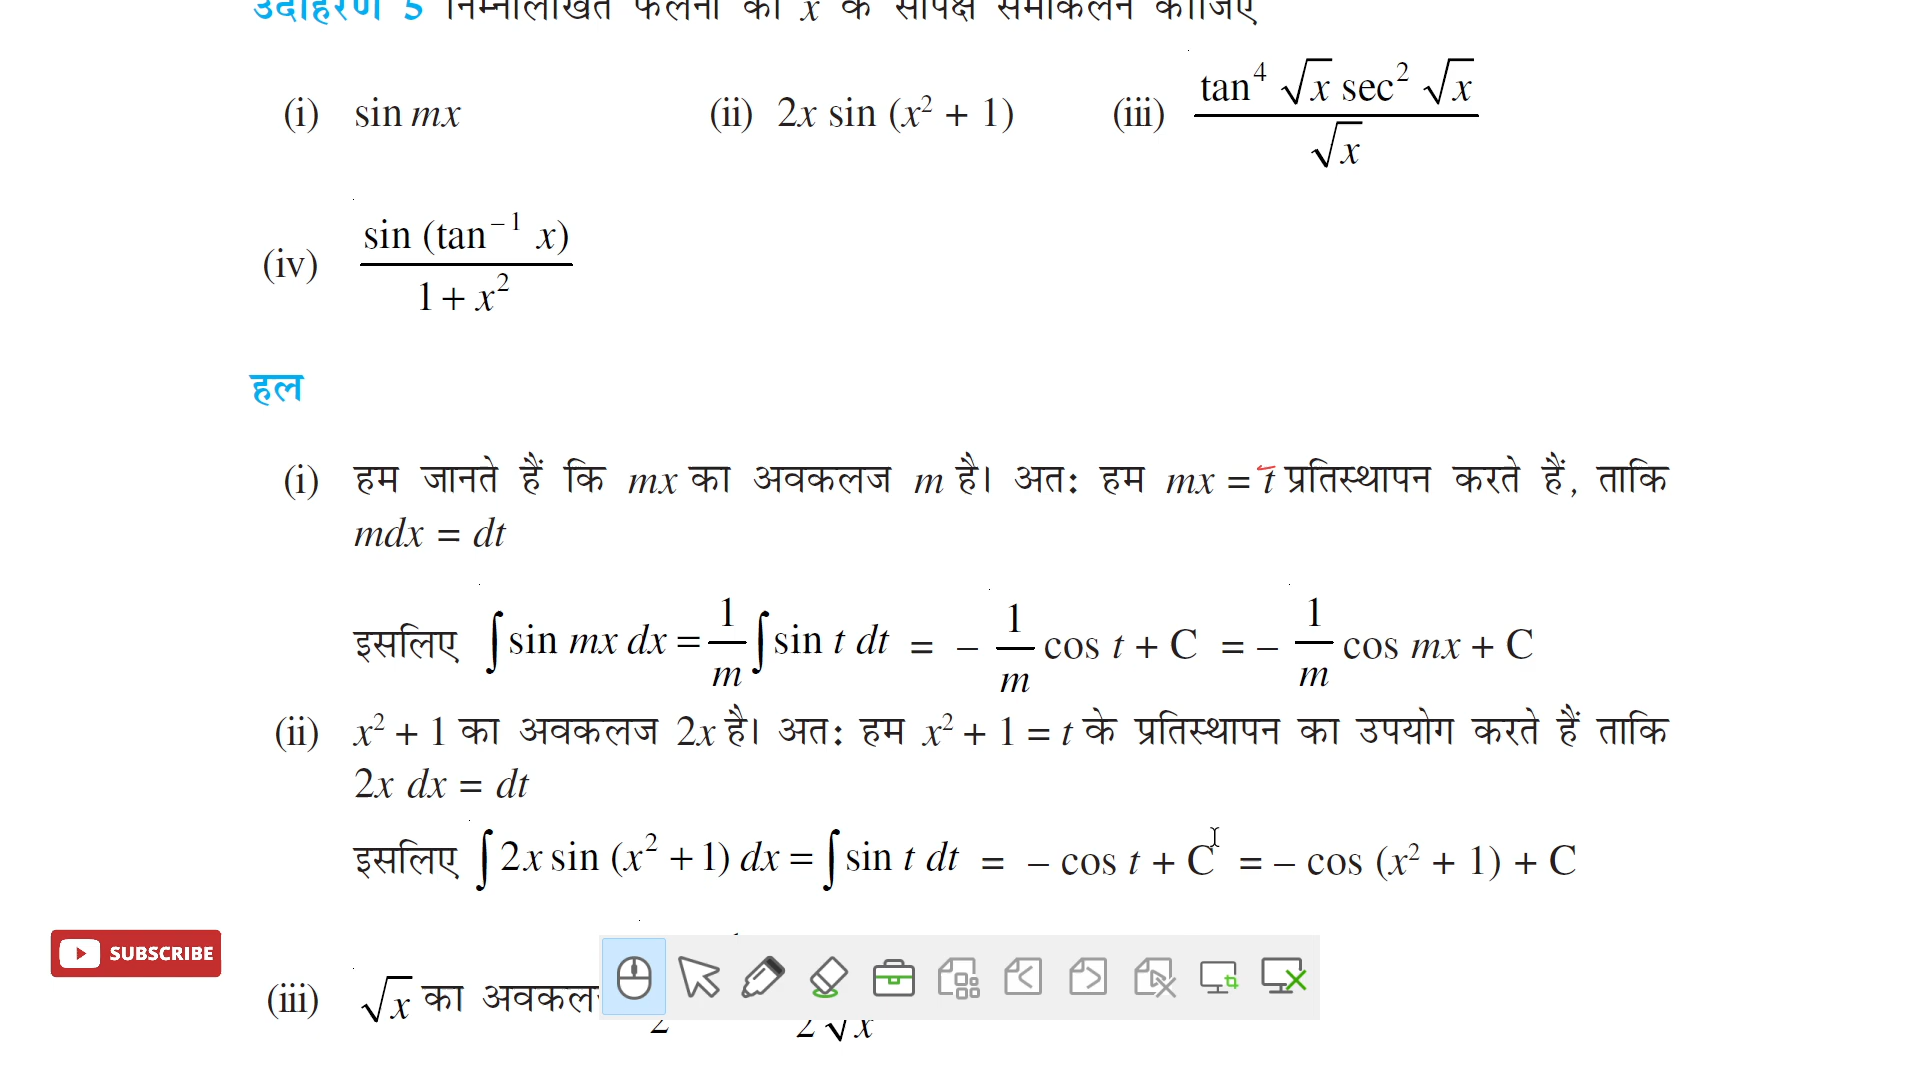 उदाहरण 5 निम्नलिखित फलनों का x के सापेक्ष समाकलन कीजिए
(i) sin mx (ii) 2x sin (x² + 1) (iii) tan⁴ √x sec² √x / √x
(iv) sin (tan⁻¹ x) / 1 + x²
हल
(i) हम जानते हैं कि mx का अवकलज m है। अतः हम mx = t प्रतिस्थापन करते हैं, ताकि
mdx = dt
इसलिए ∫ sin mx dx = 1/m ∫ sin t dt = – 1/m cos t + C = – 1/m cos mx + C
(ii) x² + 1 का अवकलज 2x है। अतः हम x² + 1 = t के प्रतिस्थापन का उपयोग करते हैं ताकि
2x dx = dt
इसलिए ∫ 2x sin (x² + 1) dx = ∫ sin t dt = – cos t + C = – cos (x² + 1) + C
SUBSCRIBE
(iii) √x का 2 2√x